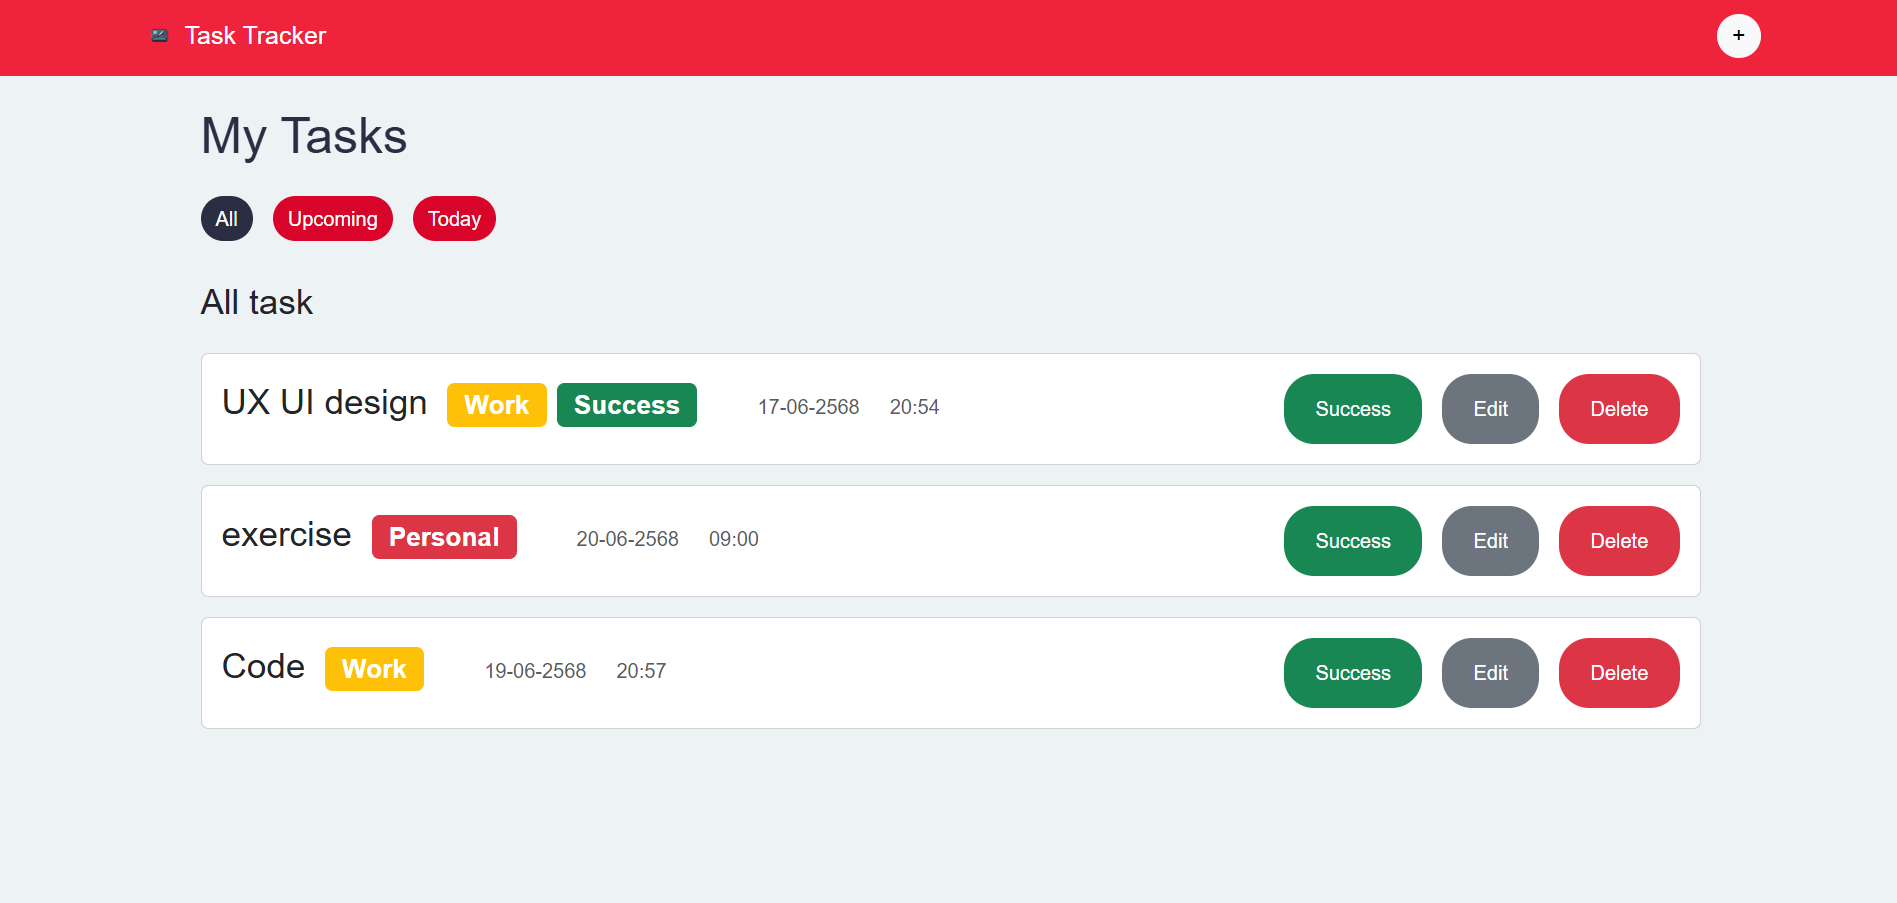 Task Tracker +
My Tasks
All Upcoming Today
All task
UX UI design Work Success 17-06-2568 20:54 Success Edit Delete
exercise Personal 20-06-2568 09:00 Success Edit Delete
Code Work 19-06-2568 20:57 Success Edit Delete